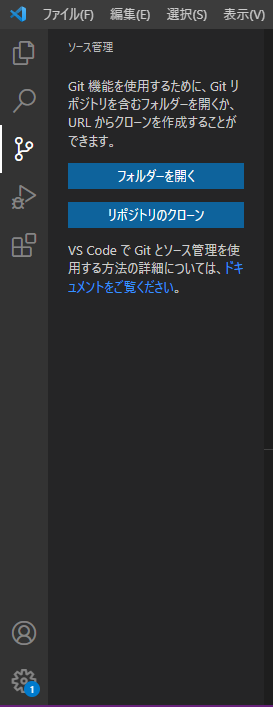 ファイル(F) 編集(E) 選択(S) 表示(V)
ソース管理
Git 機能を使用するために、Git リ
ポジトリを含むフォルダーを開くか、
URL からクローンを作成することが
できます。
フォルダーを開く
リポジトリのクローン
VS Code で Git とソース管理を使
用する方法の詳細については、ドキ
ュメントをご覧ください。
1